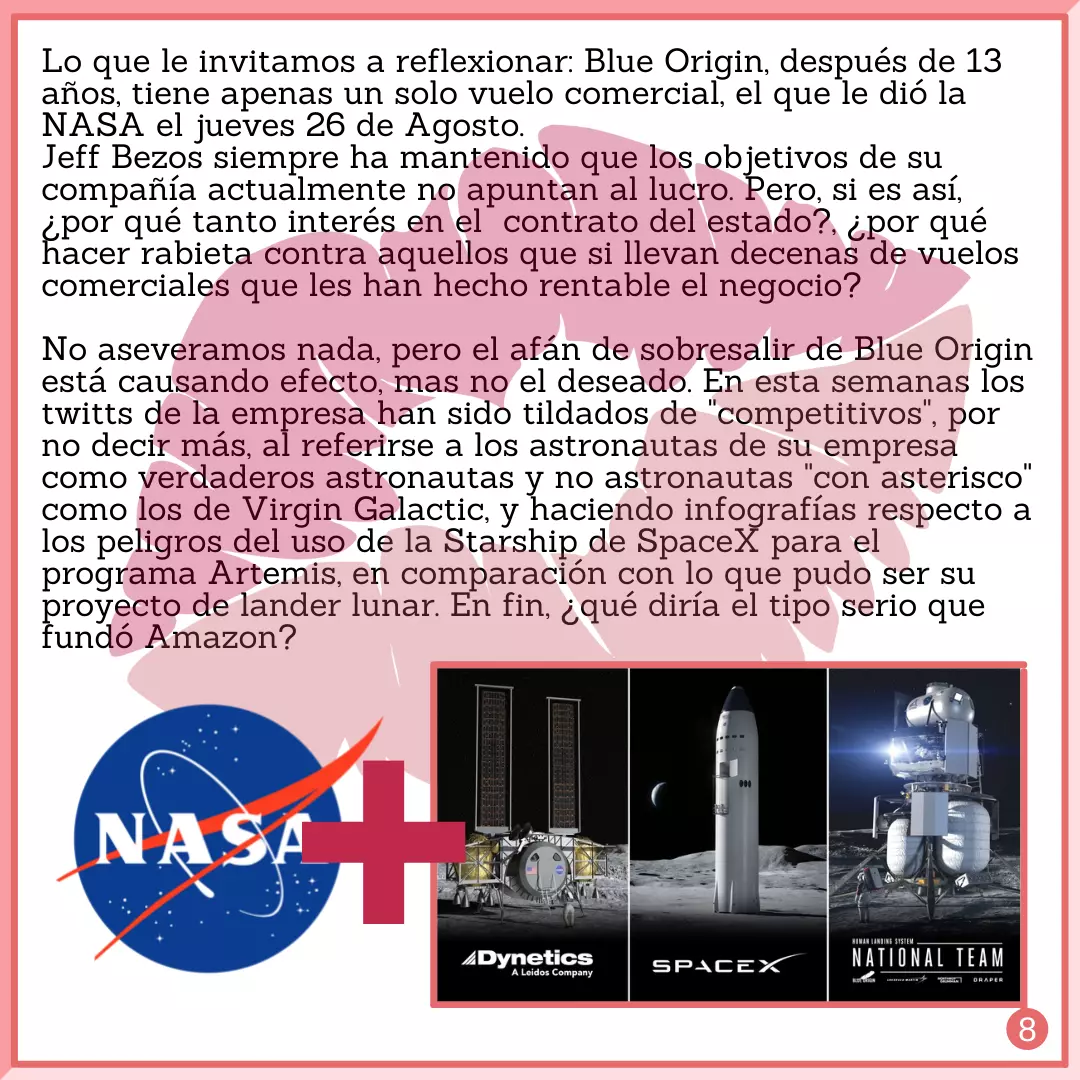 Lo que le invitamos a reflexionar: Blue Origin, después de 13
años, tiene apenas un solo vuelo comercial, el que le dió la
NASA el jueves 26 de Agosto.
Jeff Bezos siempre ha mantenido que los objetivos de su
compañía actualmente no apuntan al lucro. Pero, si es así,
¿por qué tanto interés en el  contrato del estado?, ¿por qué
hacer rabieta contra aquellos que si llevan decenas de vuelos
comerciales que les han hecho rentable el negocio?
No aseveramos nada, pero el afán de sobresalir de Blue Origin
está causando efecto, mas no el deseado. En esta semanas los
twitts de la empresa han sido tildados de "competitivos", por
no decir más, al referirse a los astronautas de su empresa
como verdaderos astronautas y no astronautas "con asterisco"
como los de Virgin Galactic, y haciendo infografías respecto a
los peligros del uso de la Starship de SpaceX para el
programa Artemis, en comparación con lo que pudo ser su
proyecto de lander lunar. En fin, ¿qué diría el tipo serio que
fundó Amazon?
NASA
Dynetics
A Leidos Company
SPACEX
HUMAN LANDING SYSTEM
NATIONAL TEAM
BLUE ORIGIN LOCKHEED MARTIN NORTHROP GRUMMAN DRAPER
8